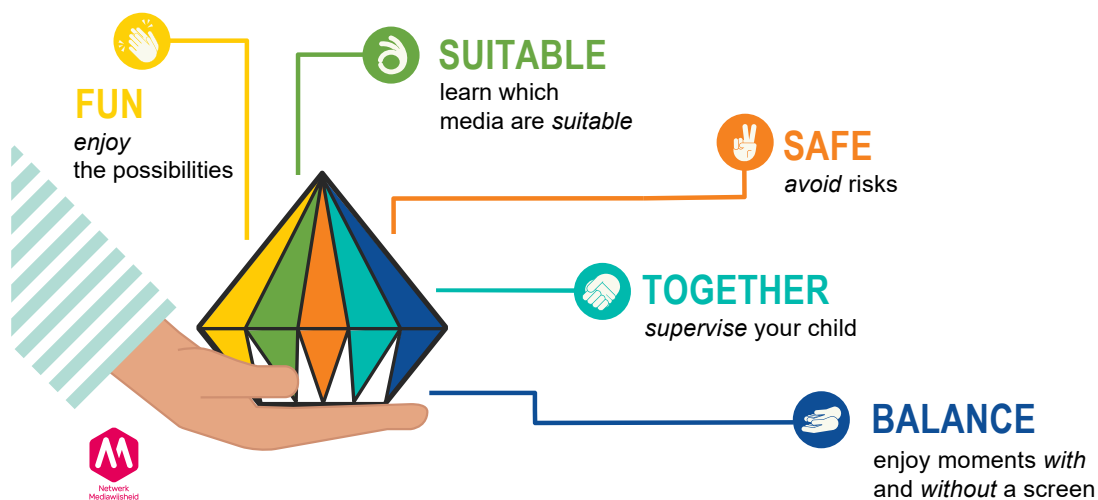 FUN
enjoy
the possibilities
SUITABLE
learn which
media are suitable
SAFE
avoid risks
TOGETHER
supervise your child
BALANCE
enjoy moments with
and without a screen
Netwerk
Mediawijsheid